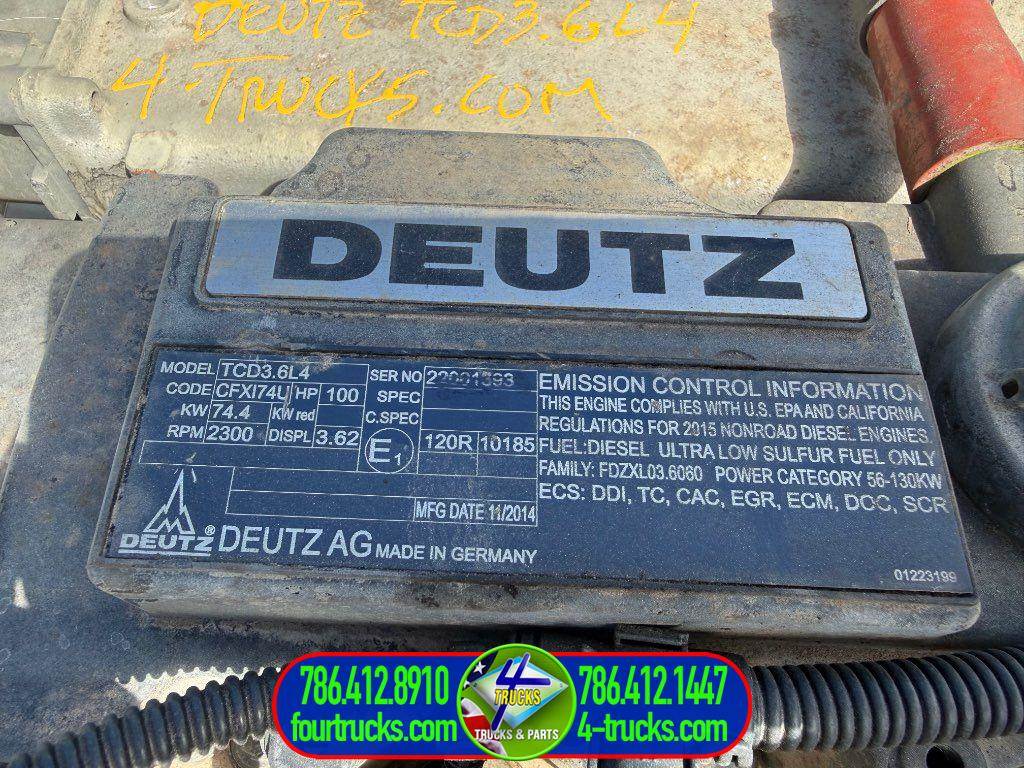 DEUTZ TCD3.6L4
4-TRUCKS.COM
DEUTZ
MODEL TCD3.6L4
CODE CFXI74U HP 100
KW 74.4 KW red
RPM 2300 DISPL 3.62
SER NO
SPEC
C.SPEC
E1 120R 10185
MFG DATE 11/2014
DEUTZ® DEUTZ AG MADE IN GERMANY
EMISSION CONTROL INFORMATION
THIS ENGINE COMPLIES WITH U.S. EPA AND CALIFORNIA
REGULATIONS FOR 2015 NONROAD DIESEL ENGINES.
FUEL:DIESEL ULTRA LOW SULFUR FUEL ONLY
FAMILY: FDZXL03.6060 POWER CATEGORY 56-130KW
ECS: DDI, TC, CAC, EGR, ECM, DOC, SCR
01223199
786.412.8910
fourtrucks.com
4
TRUCKS
TRUCKS & PARTS
786.412.1447
4-trucks.com